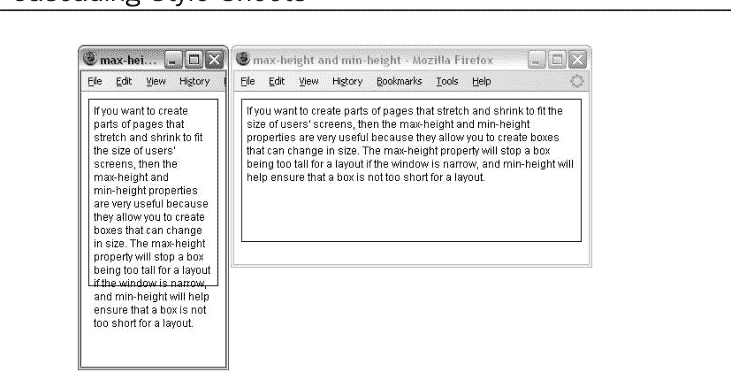 Cascading Style Sheets
max-hei...
File Edit View History
If you want to create
parts of pages that
stretch and shrink to fit
the size of users'
screens, then the
max-height and
min-height properties
are very useful because
they allow you to create
boxes that can change
in size. The max-height
property will stop a box
being too tall for a layout
if the window is narrow,
and min-height will help
ensure that a box is not
too short for a layout.
max-height and min-height - Mozilla Firefox
File Edit View History Bookmarks Tools Help
If you want to create parts of pages that stretch and shrink to fit the
size of users' screens, then the max-height and min-height
properties are very useful because they allow you to create boxes
that can change in size. The max-height property will stop a box
being too tall for a layout if the window is narrow, and min-height will
help ensure that a box is not too short for a layout.